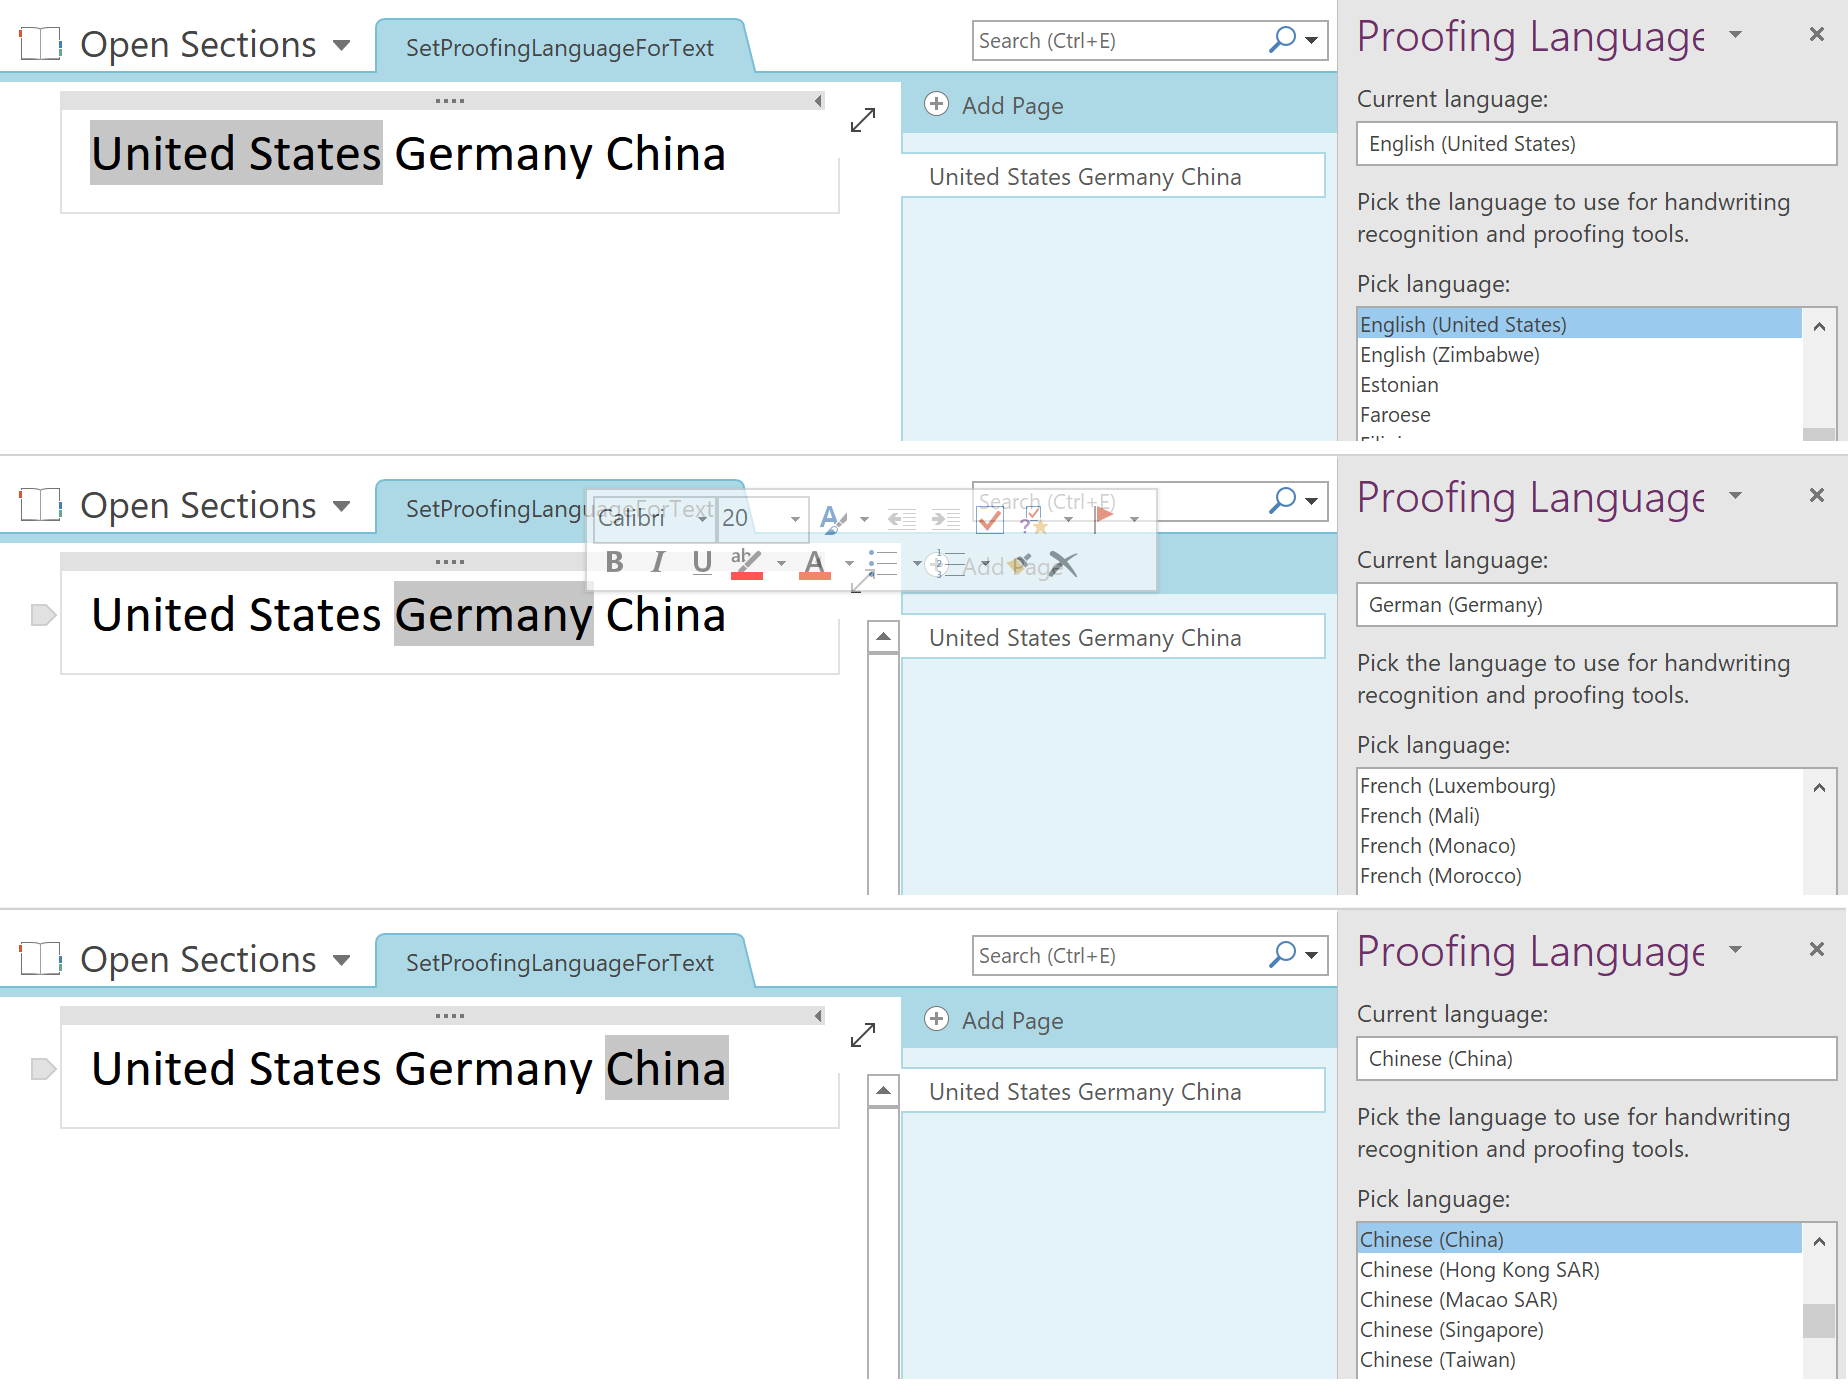 Open Sections
SetProofingLanguageForText
Search (Ctrl+E)
United States Germany China
Add Page
United States Germany China
Proofing Language
Current language:
English (United States)
Pick the language to use for handwriting
recognition and proofing tools.
Pick language:
English (United States)
English (Zimbabwe)
Estonian
Faroese
Open Sections
SetProofingLanguageForText
Search (Ctrl+E)
Calibri
20
B I U ab A
Add Page
United States Germany China
United States Germany China
Proofing Language
Current language:
German (Germany)
Pick the language to use for handwriting
recognition and proofing tools.
Pick language:
French (Luxembourg)
French (Mali)
French (Monaco)
French (Morocco)
Open Sections
SetProofingLanguageForText
Search (Ctrl+E)
United States Germany China
Add Page
United States Germany China
Proofing Language
Current language:
Chinese (China)
Pick the language to use for handwriting
recognition and proofing tools.
Pick language:
Chinese (China)
Chinese (Hong Kong SAR)
Chinese (Macao SAR)
Chinese (Singapore)
Chinese (Taiwan)